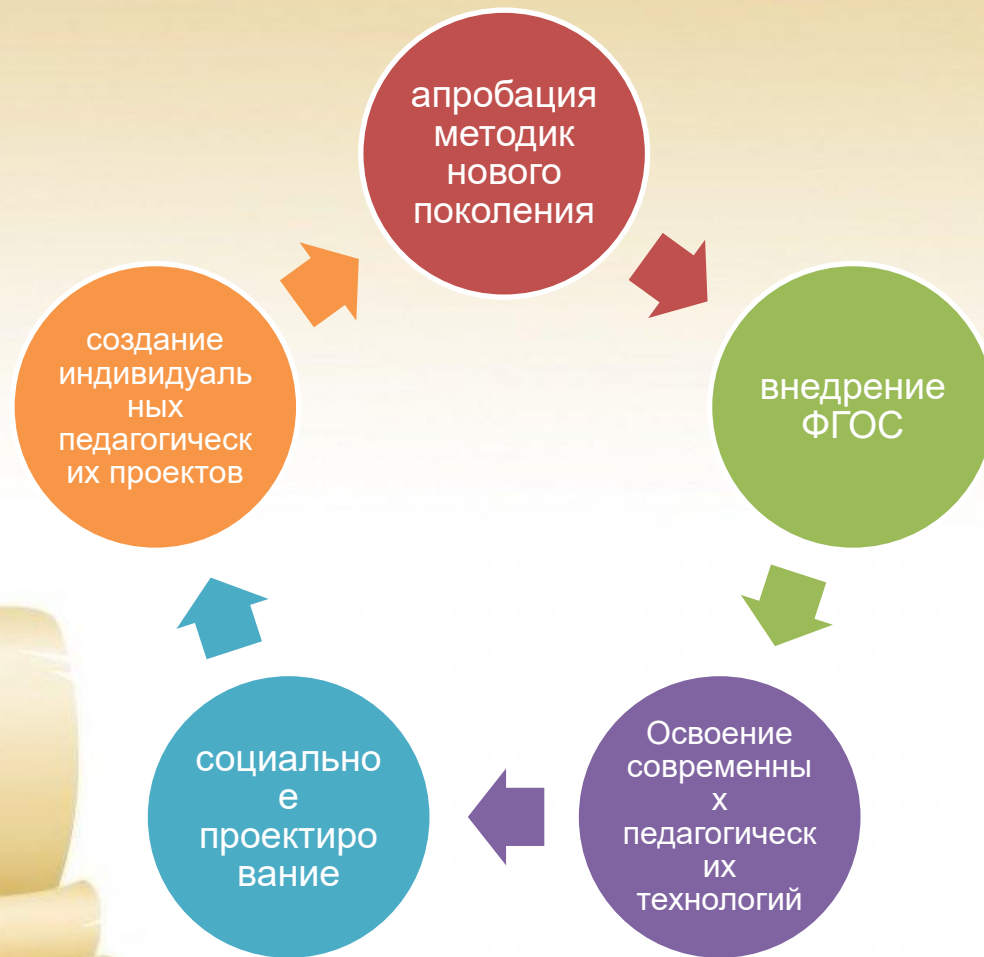 апробация
методик
нового
поколения
внедрение
ФГОС
Освоение
современны
х
педагогическ
их
технологий
социально
е
проектиро
вание
создание
индивидуаль
ных
педагогическ
их проектов